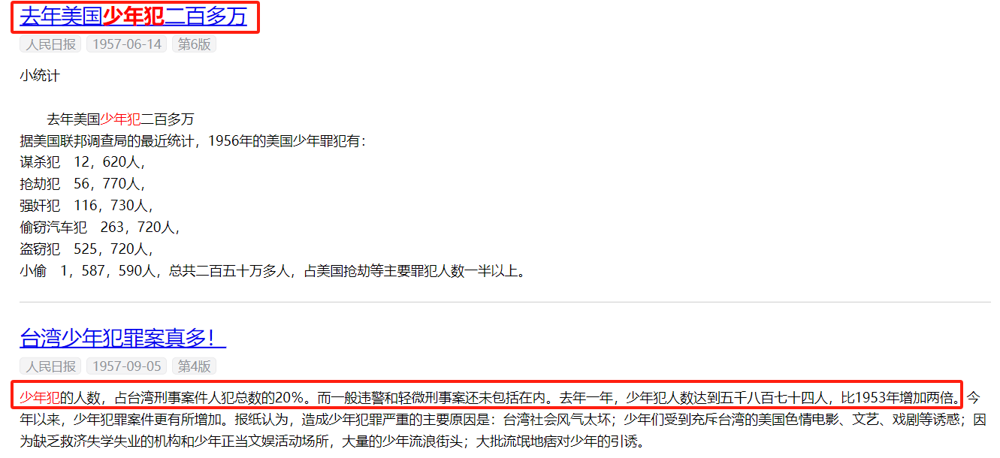 去年美国少年犯二百多万
人民日报 1957-06-14 第6版
小统计
去年美国少年犯二百多万
据美国联邦调查局的最近统计，1956年的美国少年罪犯有：
谋杀犯　12，620人，
抢劫犯　56，770人，
强奸犯　116，730人，
偷窃汽车犯　263，720人，
盗窃犯　525，720人，
小偷　1，587，590人，总共二百五十万多人，占美国抢劫等主要罪犯人数一半以上。
台湾少年犯罪案真多！
人民日报 1957-09-05 第4版
少年犯的人数，占台湾刑事案件人犯总数的20％。而一般违警和轻微刑事案还未包括在内。去年一年，少年犯人数达到五千八百七十四人，比1953年增加两倍。今
年以来，少年犯罪案件更有所增加。报纸认为，造成少年犯罪严重的主要原因是：台湾社会风气太坏；少年们受到充斥台湾的美国色情电影、文艺、戏剧等诱惑；因
为缺乏救济失学失业的机构和少年正当文娱活动场所，大量的少年流浪街头；大批流氓地痞对少年的引诱。